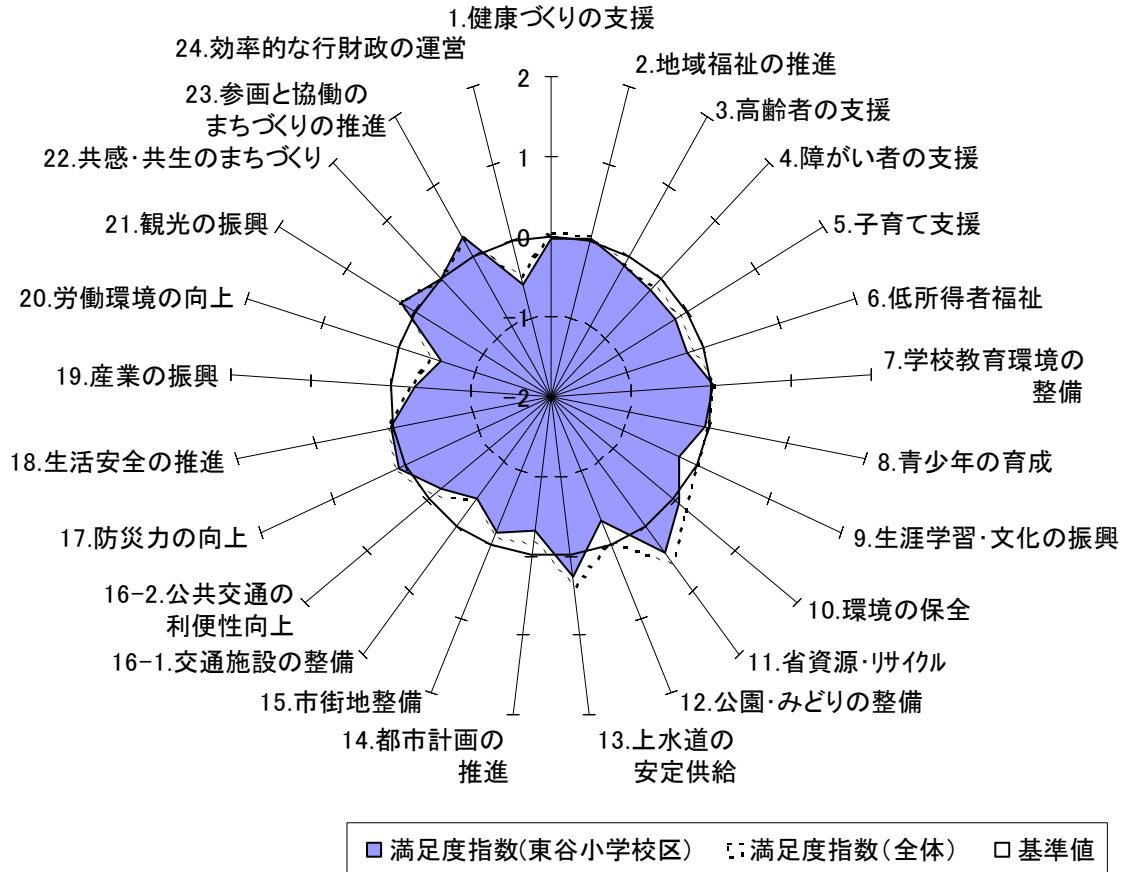 1.健康づくりの支援
2.地域福祉の推進
3.高齢者の支援
4.障がい者の支援
5.子育て支援
6.低所得者福祉
7.学校教育環境の
整備
8.青少年の育成
9.生涯学習・文化の振興
10.環境の保全
11.省資源・リサイクル
12.公園・みどりの整備
13.上水道の
安定供給
14.都市計画の
推進
15.市街地整備
16-1.交通施設の整備
16-2.公共交通の
利便性向上
17.防災力の向上
18.生活安全の推進
19.産業の振興
20.労働環境の向上
21.観光の振興
22.共感・共生のまちづくり
23.参画と協働の
まちづくりの推進
24.効率的な行財政の運営
2
1
0
-1
-2
満足度指数(東谷小学校区)
満足度指数(全体)
基準値